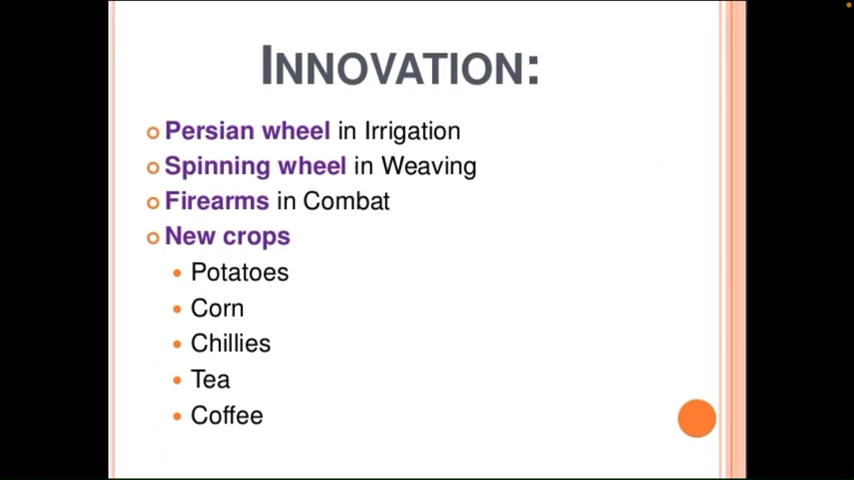 INNOVATION:
Persian wheel in Irrigation
Spinning wheel in Weaving
Firearms in Combat
New crops
Potatoes
Corn
Chillies
Tea
Coffee